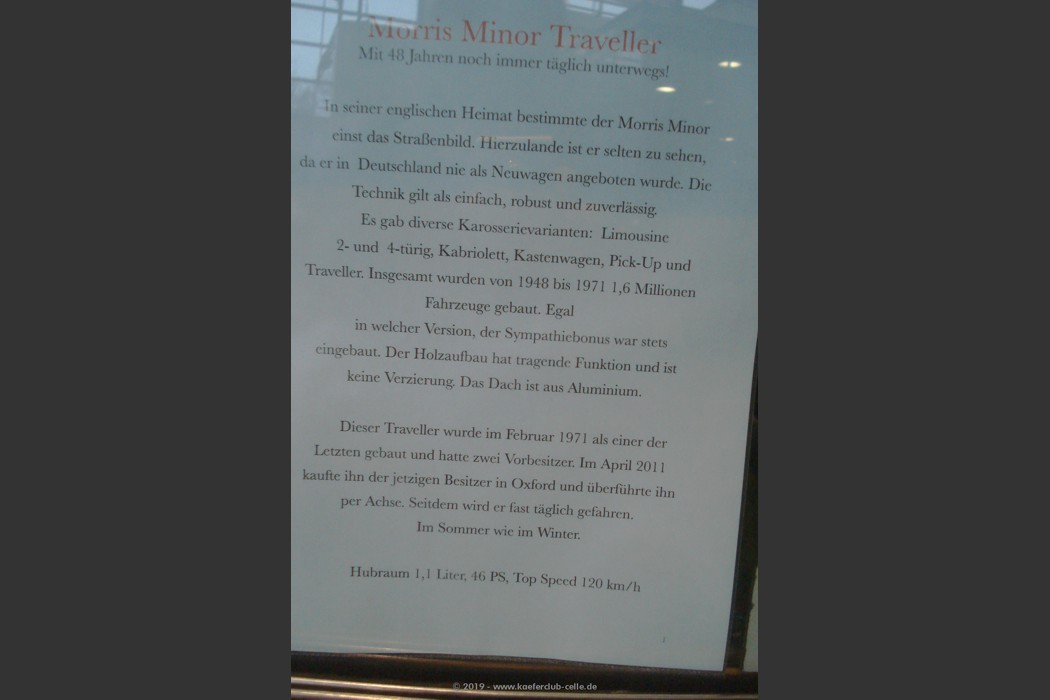 Morris Minor Traveller
Mit 48 Jahren noch immer täglich unterwegs!
In seiner englischen Heimat bestimmte der Morris Minor
einst das Straßenbild. Hierzulande ist er selten zu sehen,
da er in Deutschland nie als Neuwagen angeboten wurde. Die
Technik gilt als einfach, robust und zuverlässig.
Es gab diverse Karosserievarianten: Limousine
2- und 4-türig, Kabriolett, Kastenwagen, Pick-Up und
Traveller. Insgesamt wurden von 1948 bis 1971 1,6 Millionen
Fahrzeuge gebaut. Egal
in welcher Version, der Sympathiebonus war stets
eingebaut. Der Holzaufbau hat tragende Funktion und ist
keine Verzierung. Das Dach ist aus Aluminium.
Dieser Traveller wurde im Februar 1971 als einer der
Letzten gebaut und hatte zwei Vorbesitzer. Im April 2011
kaufte ihn der jetzigen Besitzer in Oxford und überführte ihn
per Achse. Seitdem wird er fast täglich gefahren.
Im Sommer wie im Winter.
Hubraum 1,1 Liter, 46 PS, Top Speed 120 km/h
© 2019 - www.kaeferclub-celle.de